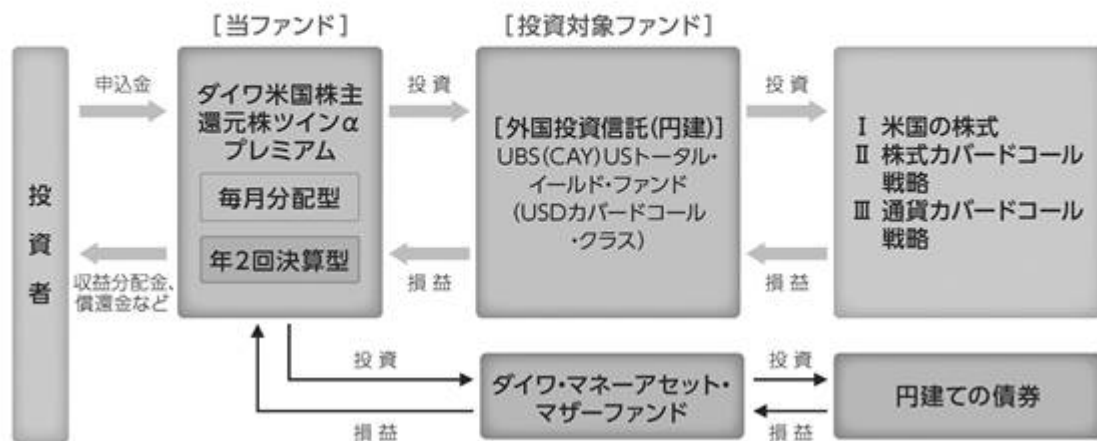 [当ファンド]
[投資対象ファンド]
投資者
申込金
収益分配金、
償還金など
ダイワ米国株主
還元株ツインα
プレミアム
毎月分配型
年2回決算型
投資
損益
[外国投資信託(円建)]
UBS(CAY)USトータル・
イールド・ファンド
(USDカバードコール
・クラス)
投資
損益
Ⅰ 米国の株式
Ⅱ 株式カバードコール
戦略
Ⅲ 通貨カバードコール
戦略
投資
損益
ダイワ・マネーアセット・
マザーファンド
投資
損益
円建ての債券